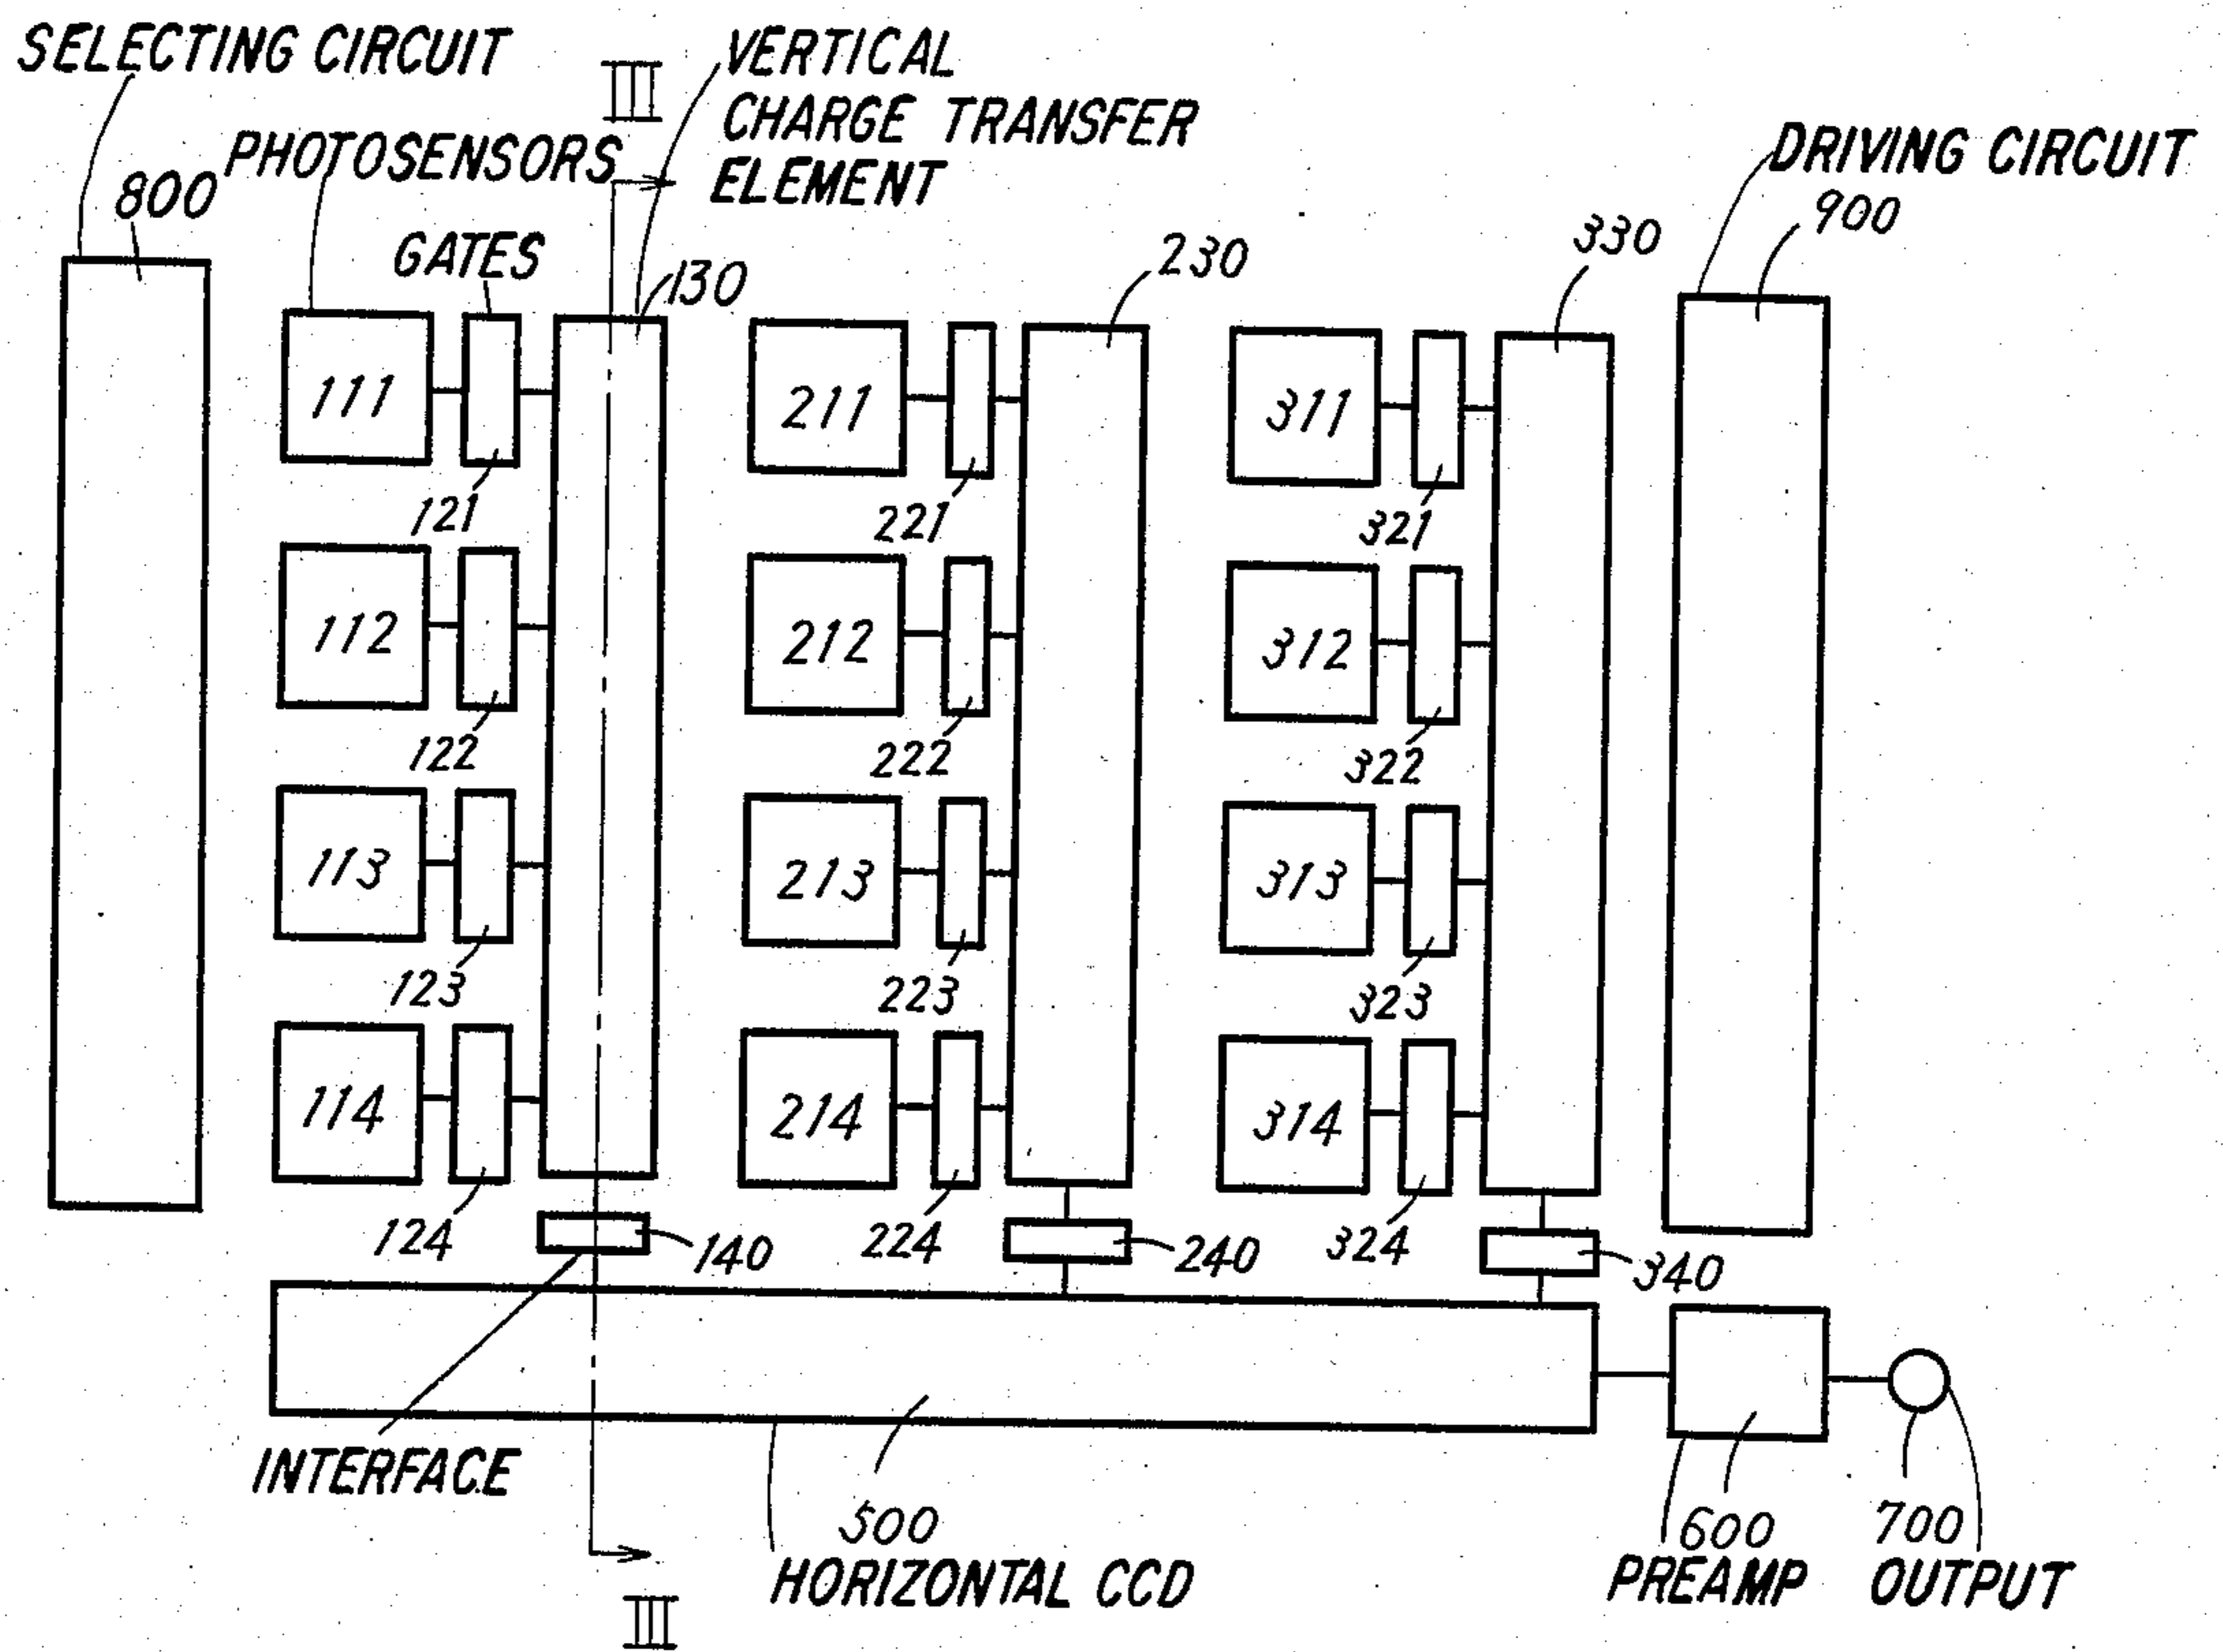 SELECTING CIRCUIT
III
VERTICAL
CHARGE TRANSFER
ELEMENT
PHOTOSENSORS
DRIVING CIRCUIT
800
GATES
130
230
330
900
111
211
311
121
221
321
112
212
312
122
222
322
113
213
313
123
223
323
114
214
314
124
140
224
240
324
340
INTERFACE
500
HORIZONTAL CCD
600
PREAMP
700
OUTPUT
III